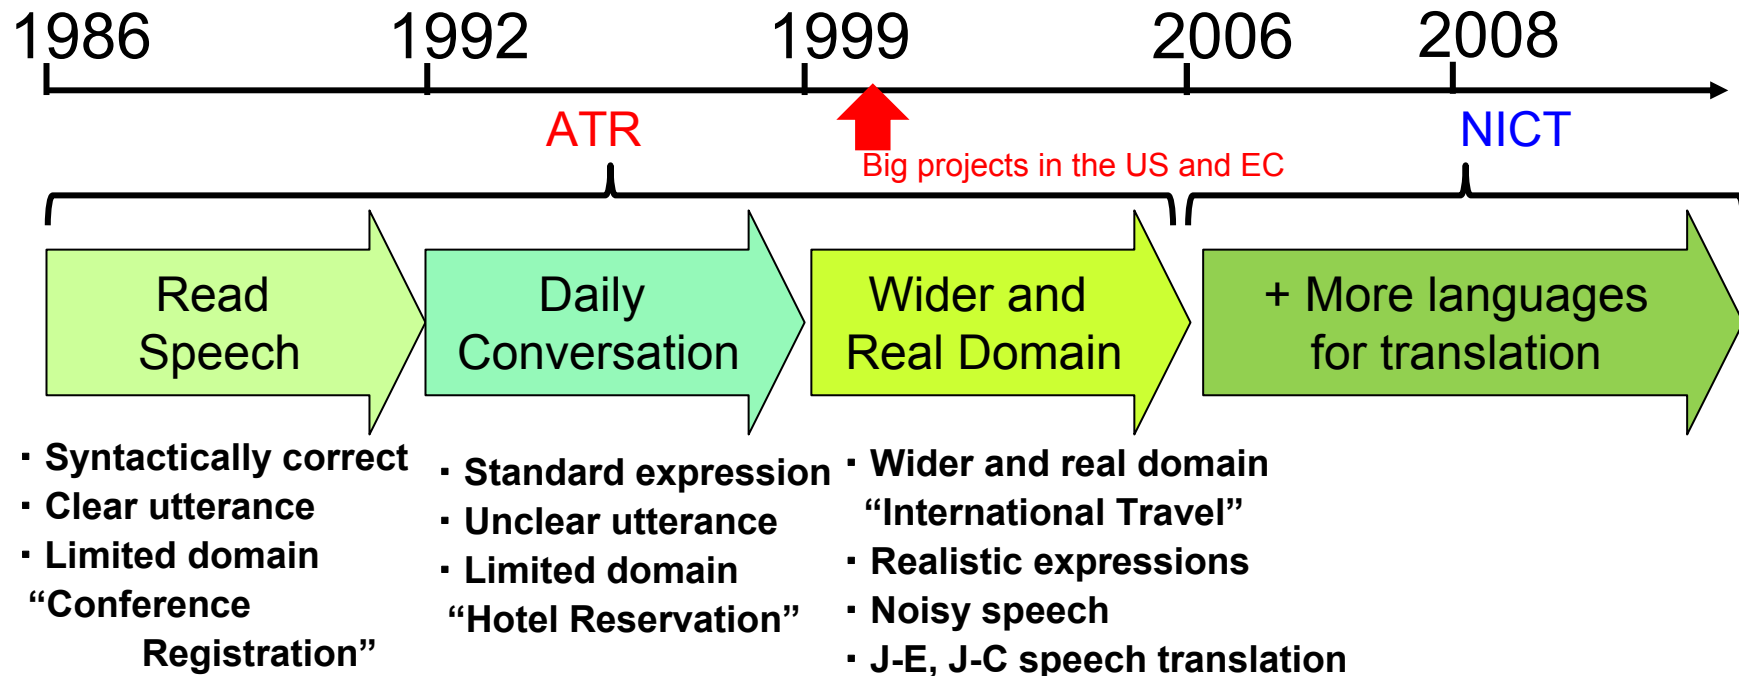 1986 1992 1999 2006 2008
ATR
NICT
Big projects in the US and EC
Read
Speech
Daily
Conversation
Wider and
Real Domain
+ More languages
for translation
・Syntactically correct
・Clear utterance
・Limited domain
“Conference
Registration”
・Standard expression
・Unclear utterance
・Limited domain
“Hotel Reservation”
・Wider and real domain
“International Travel”
・Realistic expressions
・Noisy speech
・J-E, J-C speech translation